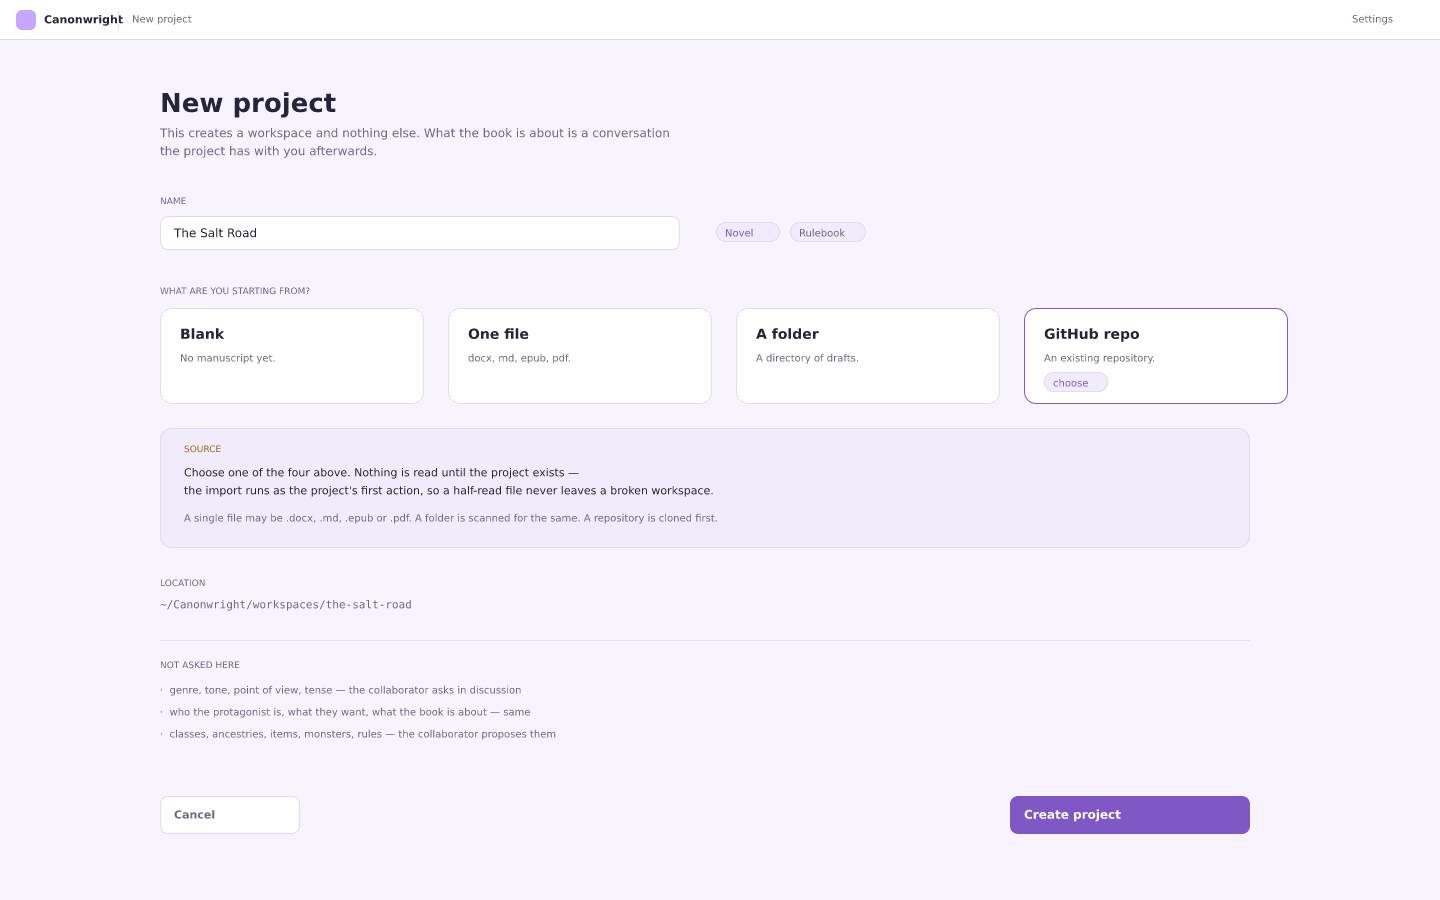 Canonwright
New project
Settings
New project
This creates a workspace and nothing else. What the book is about is a conversation
the project has with you afterwards.
NAME
The Salt Road
Novel
Rulebook
WHAT ARE YOU STARTING FROM?
Blank
No manuscript yet.
One file
docx, md, epub, pdf.
A folder
A directory of drafts.
GitHub repo
An existing repository.
choose
SOURCE
Choose one of the four above. Nothing is read until the project exists —
the import runs as the project's first action, so a half-read file never leaves a broken workspace.
A single file may be .docx, .md, .epub or .pdf. A folder is scanned for the same. A repository is cloned first.
LOCATION
~/Canonwright/workspaces/the-salt-road
NOT ASKED HERE
· genre, tone, point of view, tense — the collaborator asks in discussion
· who the protagonist is, what they want, what the book is about — same
· classes, ancestries, items, monsters, rules — the collaborator proposes them
Cancel
Create project